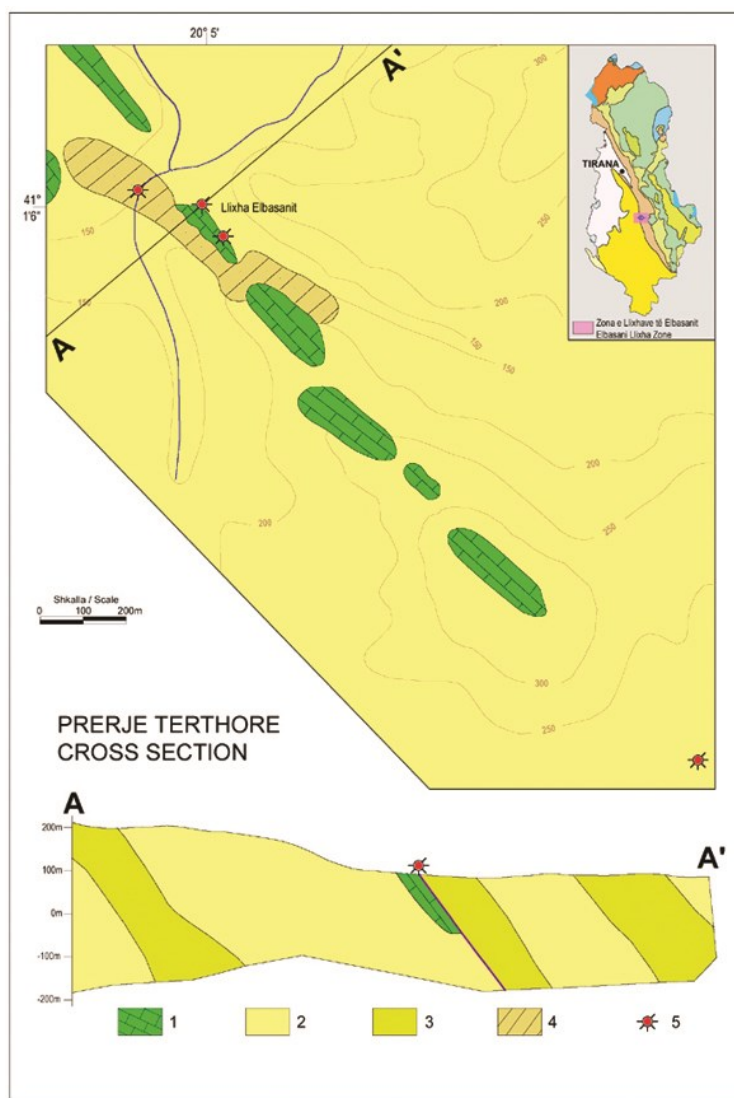 20° 5'
A'
41°
1'6"
Llixha Elbasanit
TIRANA
Zona e Llixhave të Elbasanit
Elbasani Llixha Zone
300
250
250
200
150
150
150
150
200
200
250
300
250
A
Shkalla / Scale
0 100 200m
PRERJE TERTHORE
CROSS SECTION
A
A'
200m
100m
0m
-100m
-200m
1
2
3
4
5